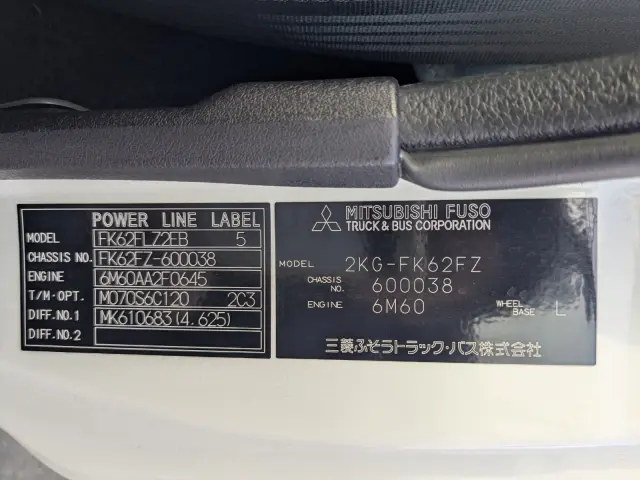 POWER LINE LABEL
MODEL FK62FLZ2EB 5
CHASSIS NO. FK62FZ-600038
ENGINE 6M60AA2F0645
T/M·OPT. M070S6C120 2C3
DIFF.NO.1 MK610683(4.625)
DIFF.NO.2
MITSUBISHI FUSO
TRUCK & BUS CORPORATION
MODEL 2KG-FK62FZ
CHASSIS NO. 600038
ENGINE 6M60 WHEEL BASE L
三菱ふそうトラック・バス株式会社